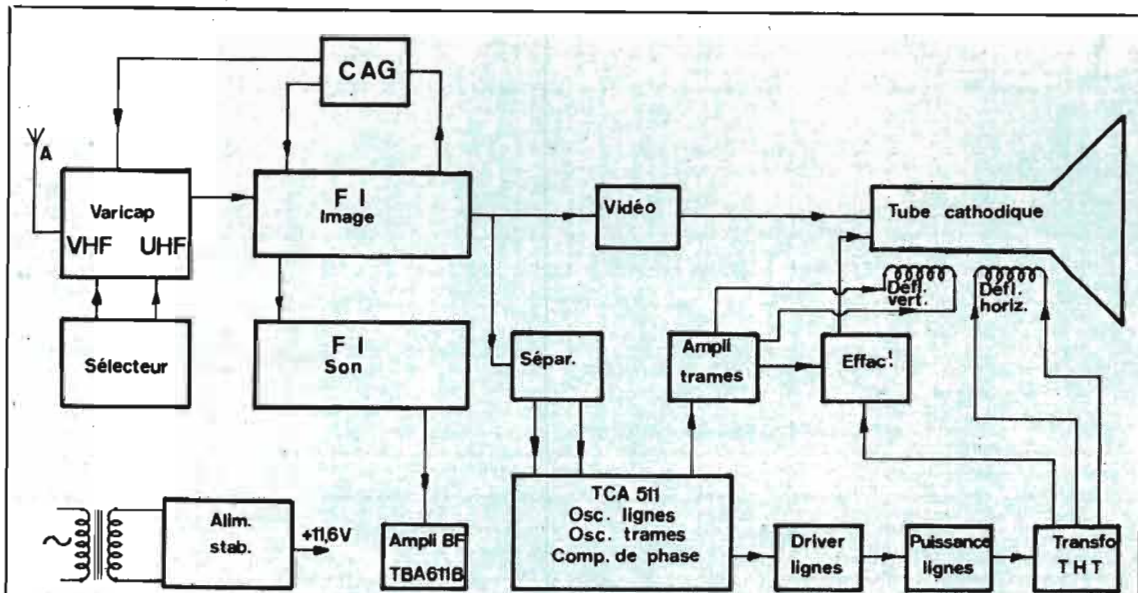 CAG
A
Varicap
VHF UHF
F I
Image
Vidéo
Tube cathodique
Défl.
vert.
Défl.
horiz.
Sélecteur
F I
Son
Sépar.
Ampli
trames
Effac!
Alim.
stab.
+11,6V
Ampli BF
TBA611B
TCA 511
Osc. lignes
Osc. trames
Comp. de phase
Driver
lignes
Puissance
lignes
Transfo
THT